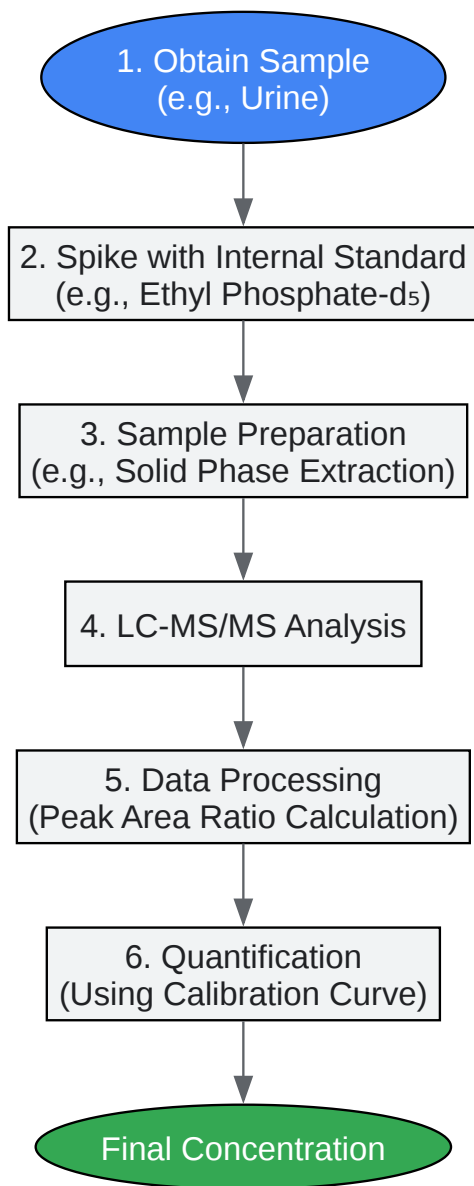 1. Obtain Sample
(e.g., Urine)
2. Spike with Internal Standard
(e.g., Ethyl Phosphate-d₅)
3. Sample Preparation
(e.g., Solid Phase Extraction)
4. LC-MS/MS Analysis
5. Data Processing
(Peak Area Ratio Calculation)
6. Quantification
(Using Calibration Curve)
Final Concentration